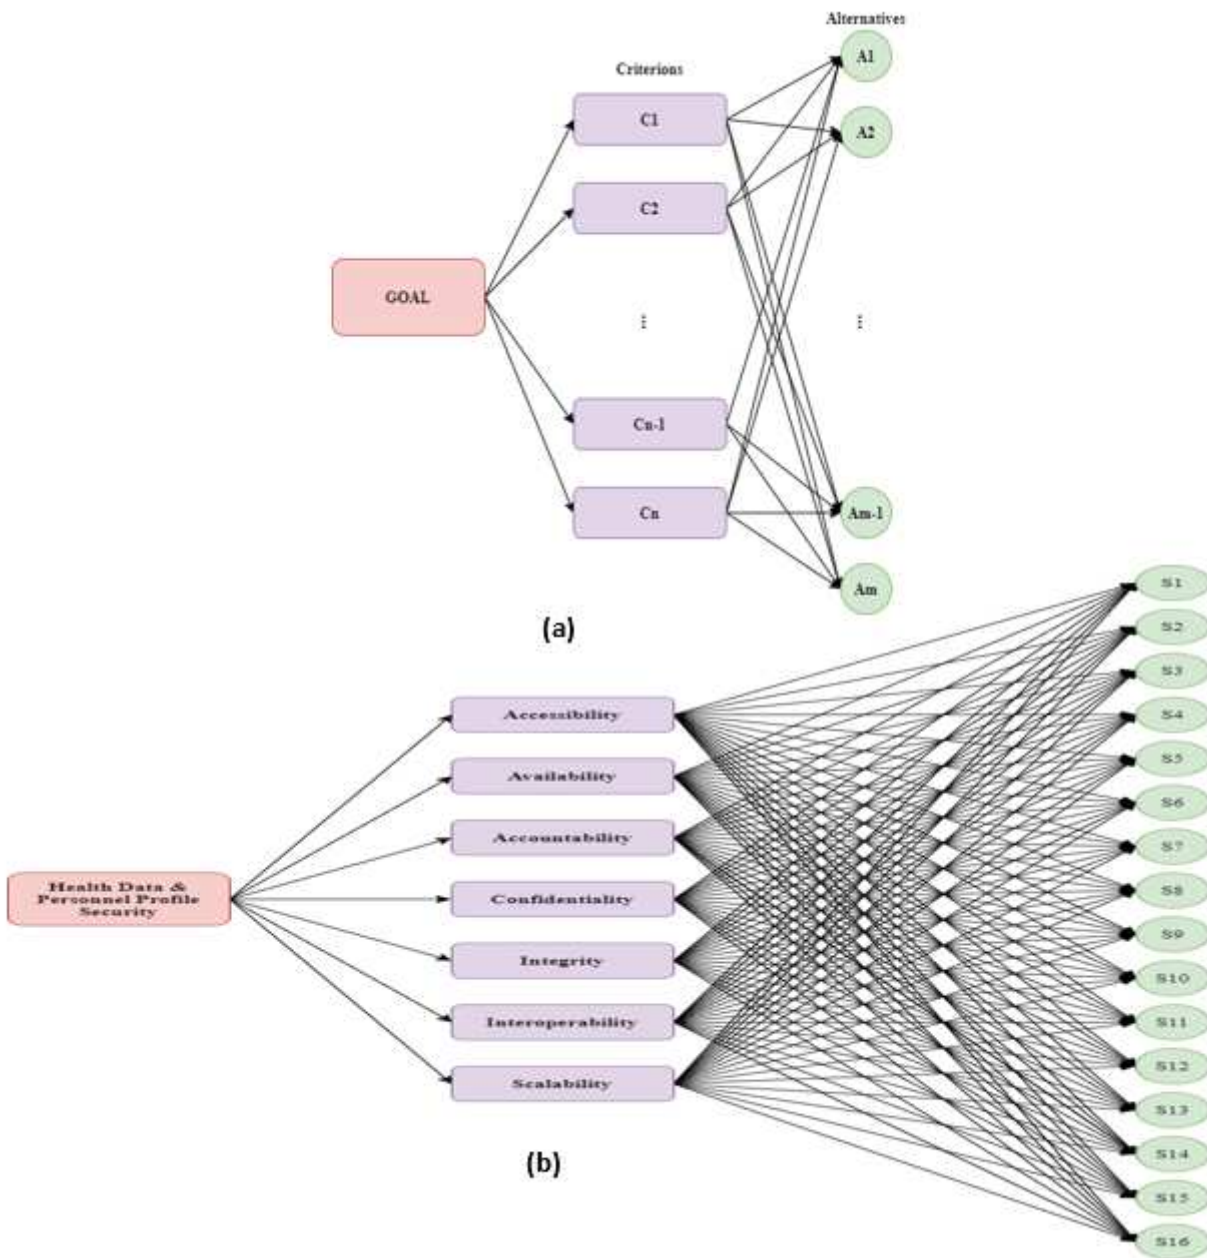 Alternatives
A1
Criterions
C1
A2
C2
GOAL
⋮
⋮
Cn-1
Cn
Am-1
Am
(a)
S1
S2
S3
Accessibility
S4
S5
Availability
S6
Accountability
S7
Health Data &
Personnel Profile
Security
S8
Confidentiality
S9
Integrity
S10
Interoperability
S11
S12
Scalability
S13
(b)
S14
S15
S16